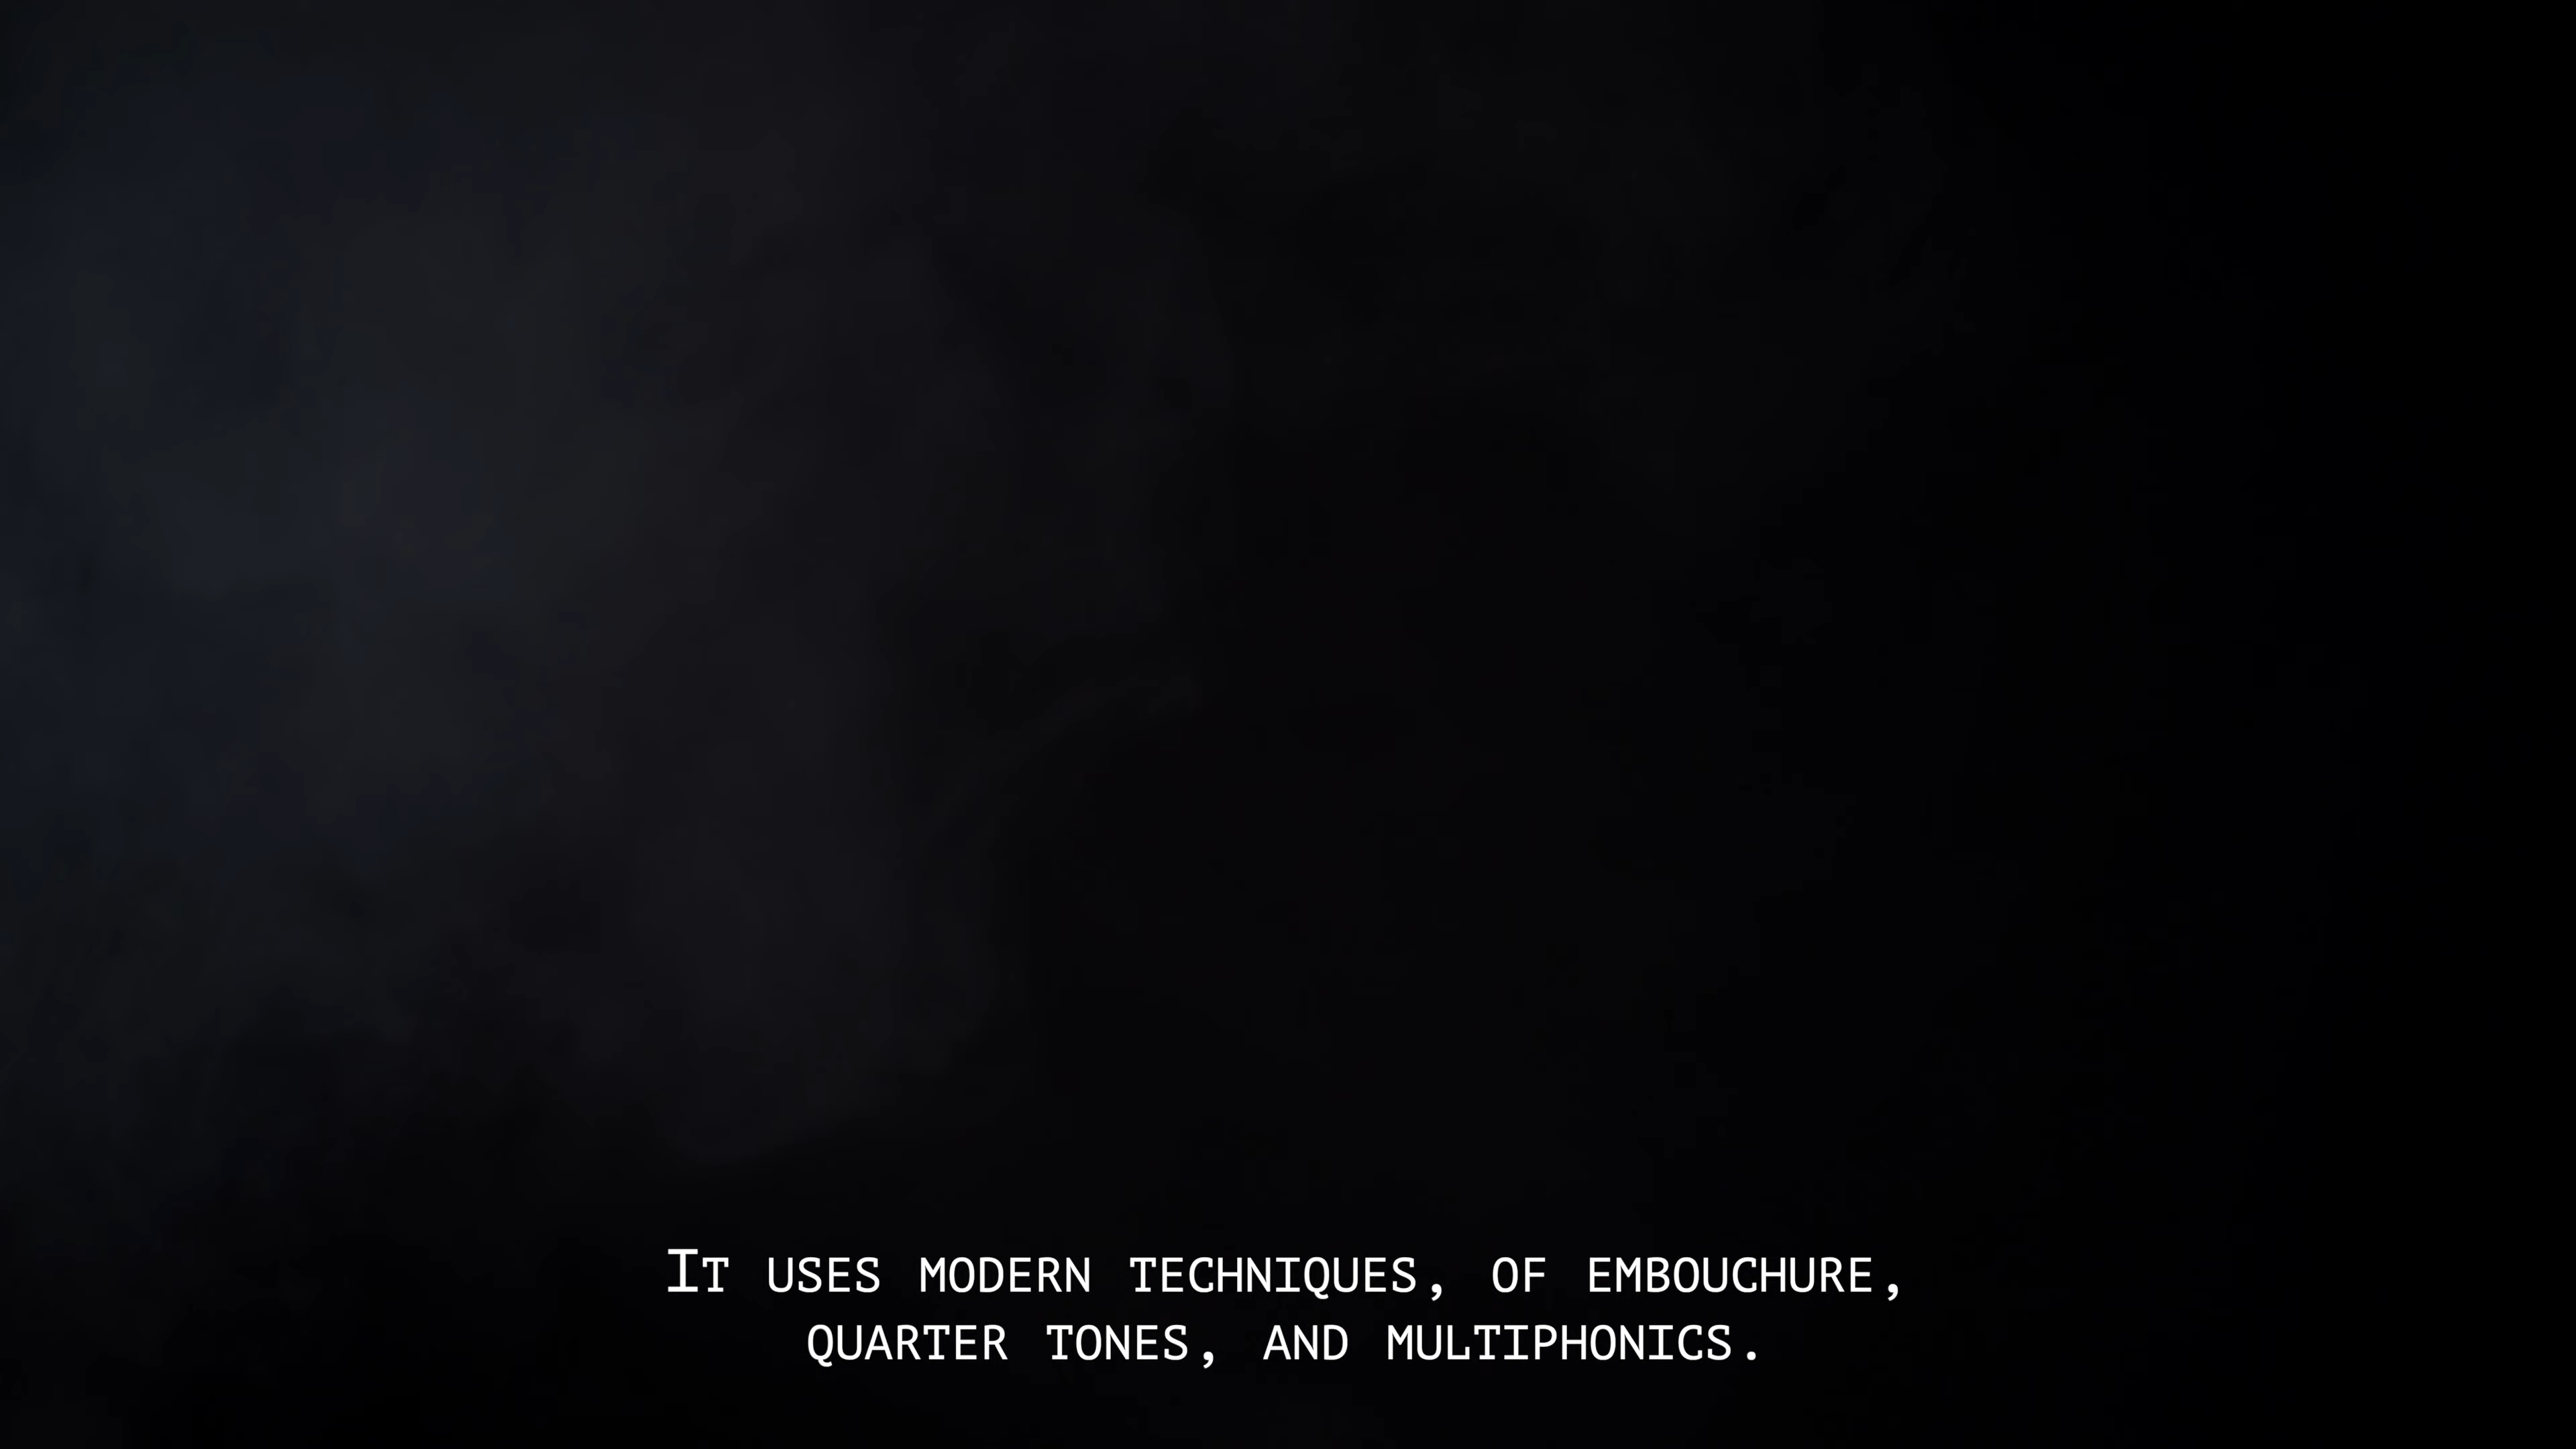 It uses modern techniques, of embouchure,
quarter tones, and multiphonics.